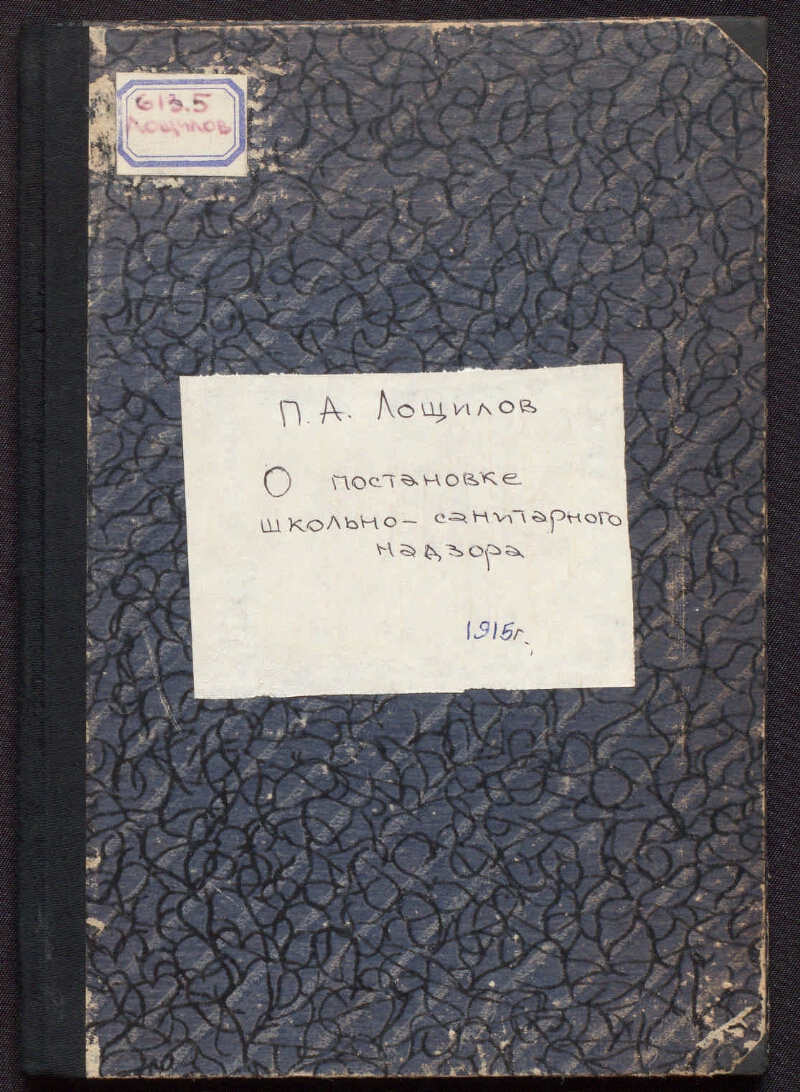 613.5
Лощилов
П.А. Лощилов
О постановке
школьно- санитарного
надзора
1915г.